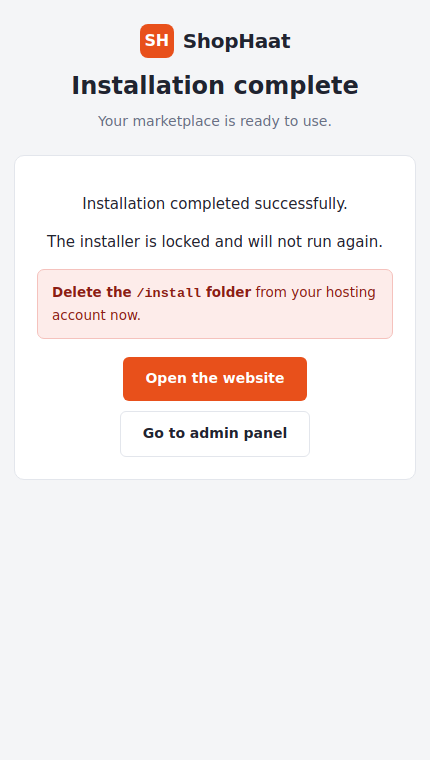 SH ShopHaat
Installation complete
Your marketplace is ready to use.
Installation completed successfully.
The installer is locked and will not run again.
Delete the /install folder from your hosting
account now.
Open the website
Go to admin panel